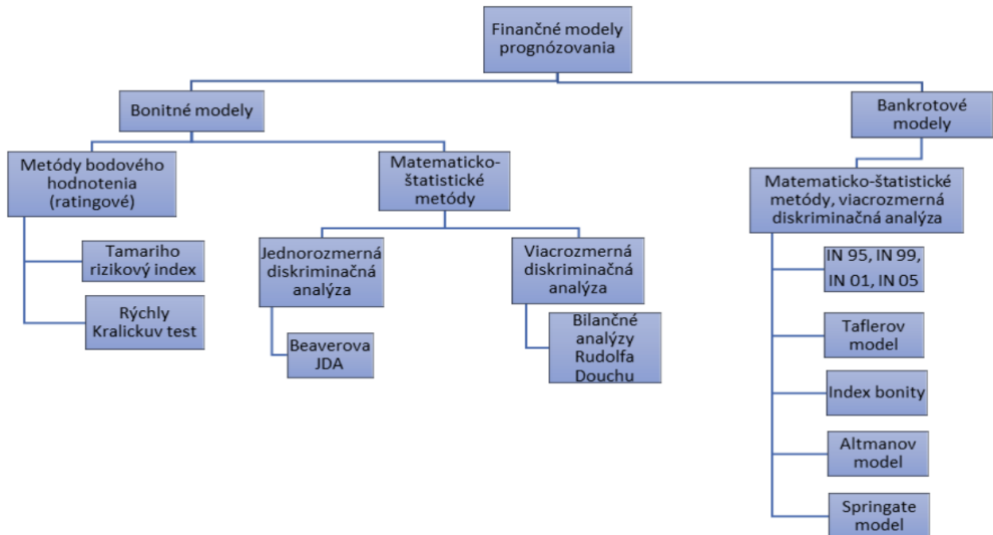 Finančné modely
prognózovania
Bonitné modely
Bankrotové
modely
Metódy bodového
hodnotenia
(ratingové)
Matematicko-
štatistické
metódy
Matematicko-štatistické
metódy, viacrozmerná
diskriminačná analýza
Tamariho
rizikový index
Rýchly
Kralickuv test
Jednorozmerná
diskriminačná
analýza
Beaverova
JDA
Viacrozmerná
diskriminačná
analýza
Bilančné
analýzy
Rudolfa
Douchu
IN 95, IN 99,
IN 01, IN 05
Taflerov
model
Index bonity
Altmanov
model
Springate
model